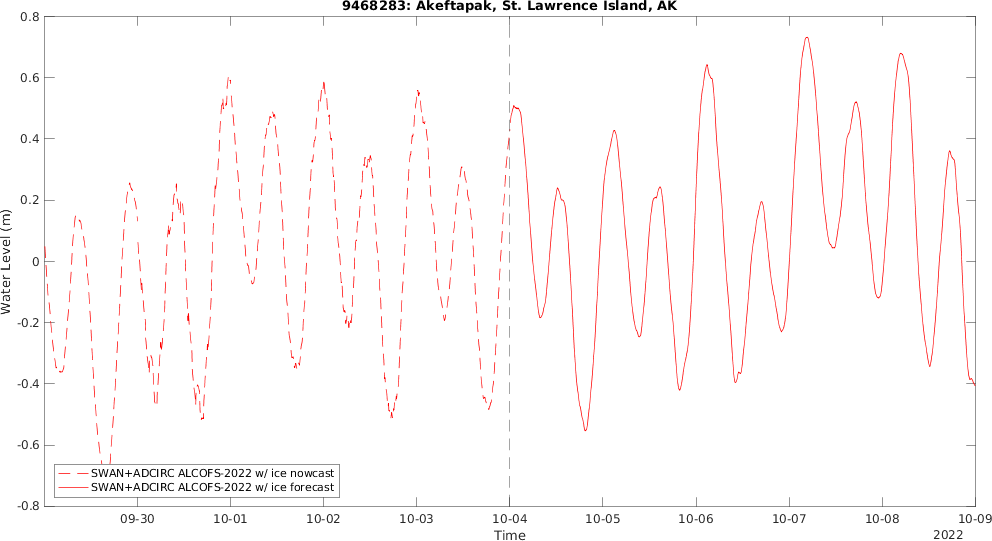 9468283: Akeftapak, St. Lawrence Island, AK
0.8
0.6
0.4
0.2
0
-0.2
-0.4
-0.6
-0.8
Water Level (m)
SWAN+ADCIRC ALCOFS-2022 w/ ice nowcast
SWAN+ADCIRC ALCOFS-2022 w/ ice forecast
09-30 10-01 10-02 10-03 10-04 10-05 10-06 10-07 10-08 10-09
Time
2022